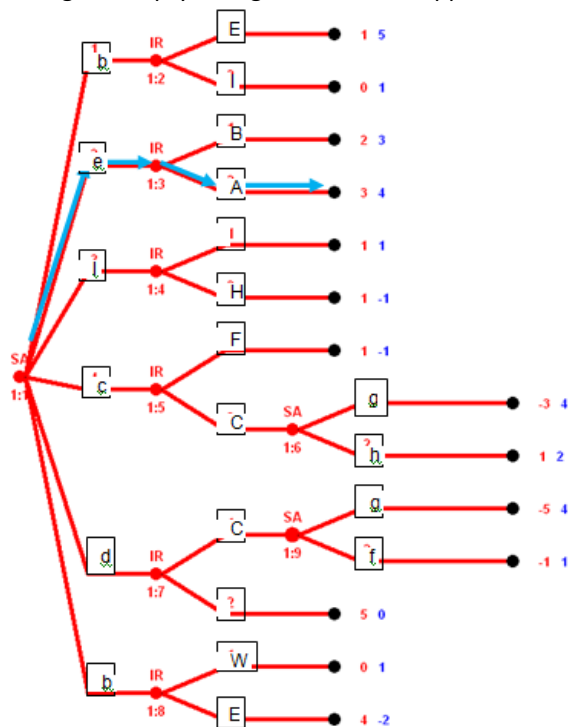 E 1 5
b IR
1:2
0 1
B 2 3
e IR
1:3
A 3 4
1 1
IR
1:4
H 1 -1
SA
1:1
F 1 -1
c IR
1:5
g -3 4
C SA
1:6
h 1 2
g -5 4
C SA
1:9
f -1 1
d IR
1:7
? 5 0
W 0 1
b IR
1:8
E 4 -2